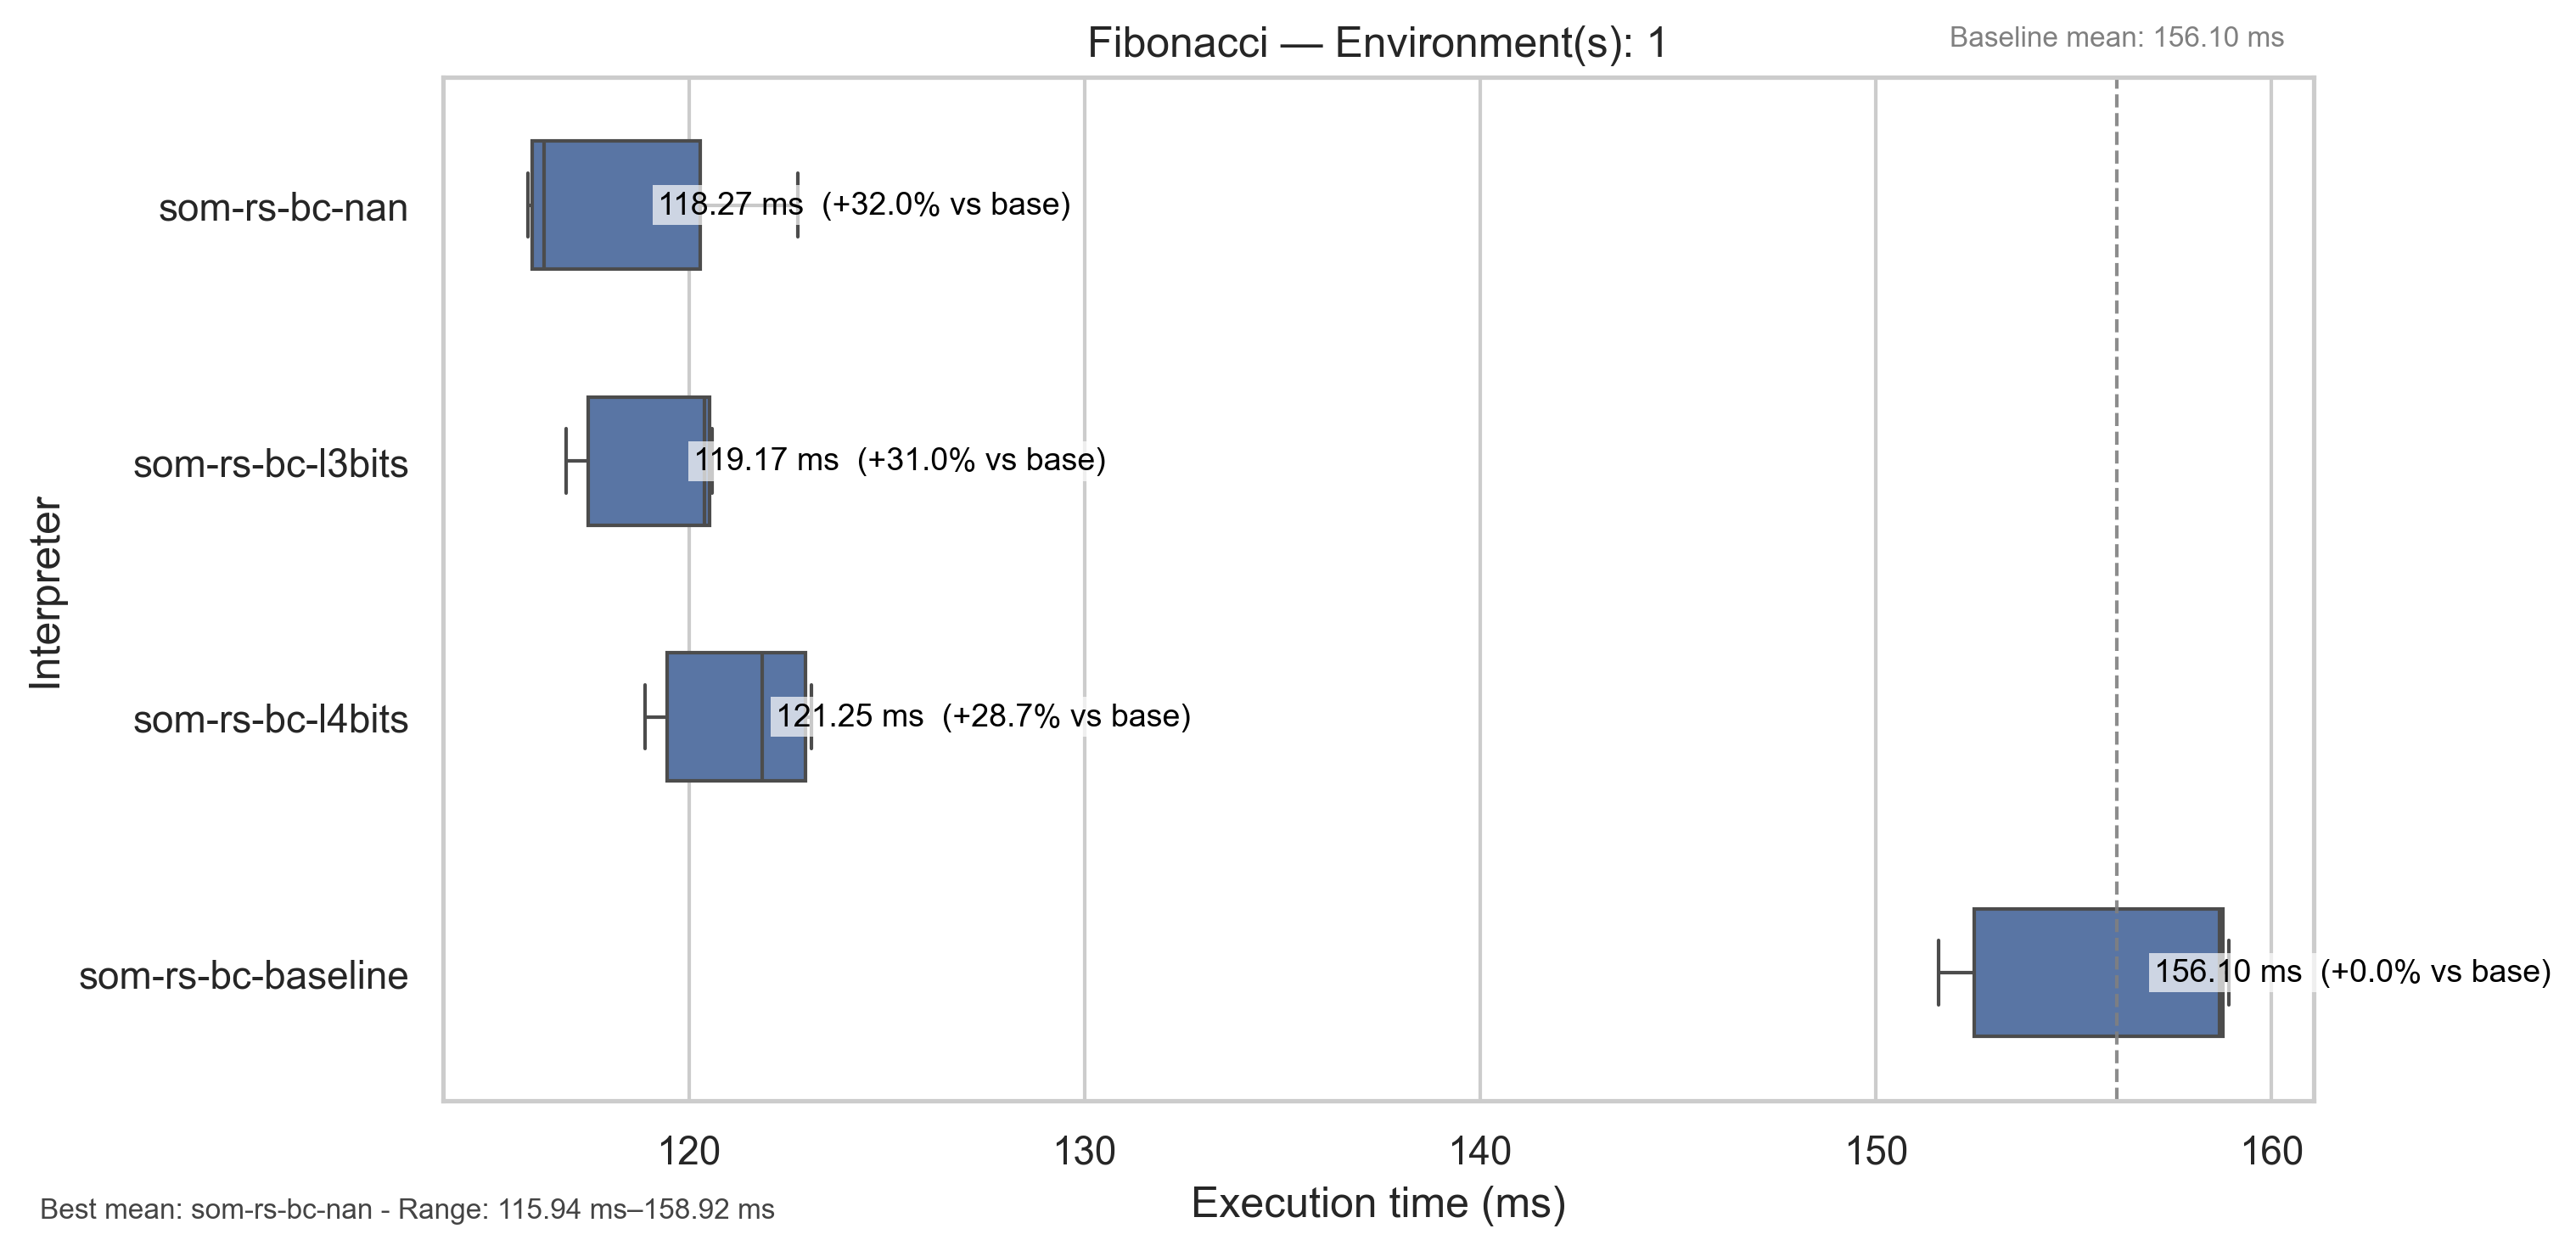 Fibonacci — Environment(s): 1
Baseline mean: 156.10 ms
som-rs-bc-nan
118.27 ms (+32.0% vs base)
som-rs-bc-l3bits
119.17 ms (+31.0% vs base)
Interpreter
som-rs-bc-l4bits
121.25 ms (+28.7% vs base)
som-rs-bc-baseline
156.10 ms (+0.0% vs base)
120 130 140 150 160
Execution time (ms)
Best mean: som-rs-bc-nan - Range: 115.94 ms–158.92 ms